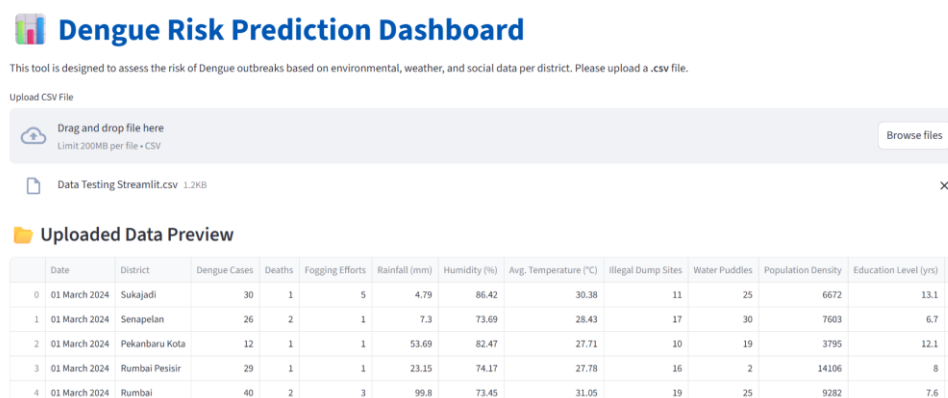 Dengue Risk Prediction Dashboard
This tool is designed to assess the risk of Dengue outbreaks based on environmental, weather, and social data per district. Please upload a .csv file.
Upload CSV File
Drag and drop file here
Limit 200MB per file • CSV
Browse files
Data Testing Streamlit.csv 1.2KB
Uploaded Data Preview
Date District Dengue Cases Deaths Fogging Efforts Rainfall (mm) Humidity (%) Avg. Temperature (°C) Illegal Dump Sites Water Puddles Population Density Education Level (yrs)
0 01 March 2024 Sukajadi 30 1 5 4.79 86.42 30.38 11 25 6672 13.1
1 01 March 2024 Senapelan 26 2 1 7.3 73.69 28.43 17 30 7603 6.7
2 01 March 2024 Pekanbaru Kota 12 1 1 53.69 82.47 27.71 10 19 3795 12.1
3 01 March 2024 Rumbai Pesisir 29 1 1 23.15 74.17 27.78 16 2 14106 8
4 01 March 2024 Rumbai 40 2 3 99.8 73.45 31.05 19 25 9282 7.6